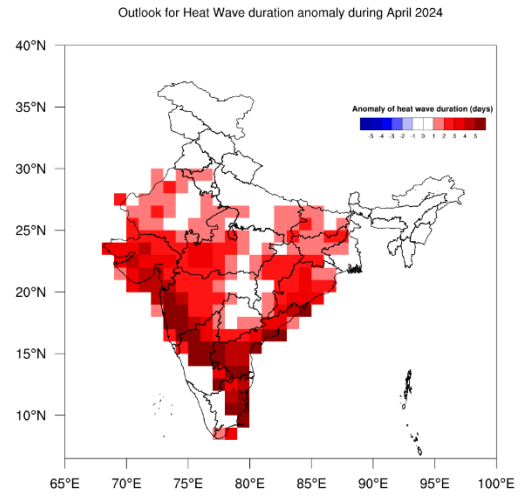 Outlook for Heat Wave duration anomaly during April 2024
40°N
Anomaly of heat wave duration (days)
-5 -4 -3 -2 -1 0 1 2 3 4 5
35°N
30°N
25°N
20°N
15°N
10°N
65°E 70°E 75°E 80°E 85°E 90°E 95°E 100°E